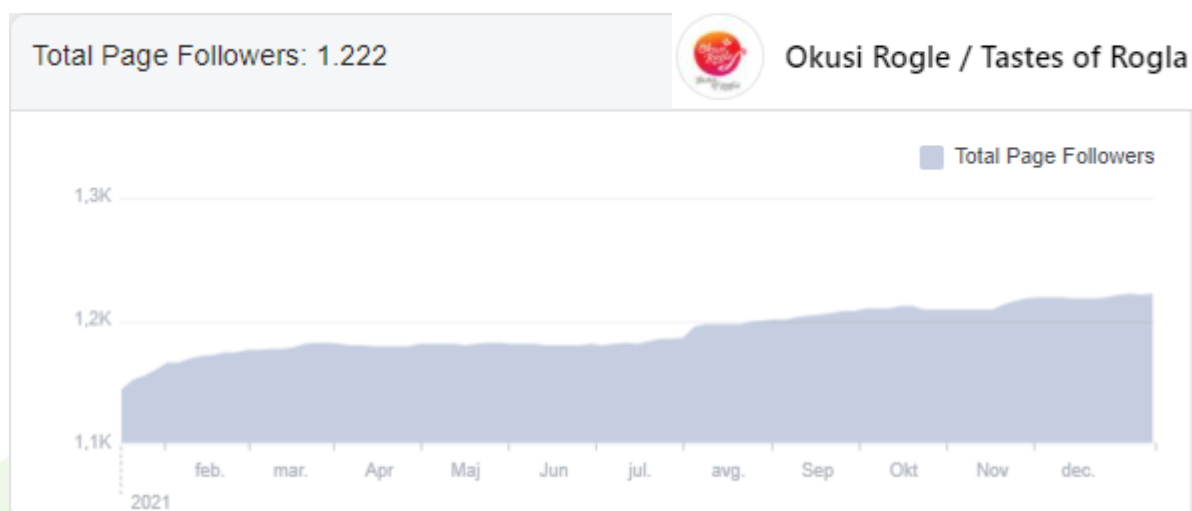 Total Page Followers: 1.222
Okusi Rogle / Tastes of Rogla
Total Page Followers
1,3K
1,2K
1,1K
feb. mar. Apr Maj Jun jul. avg. Sep Okt Nov dec.
2021